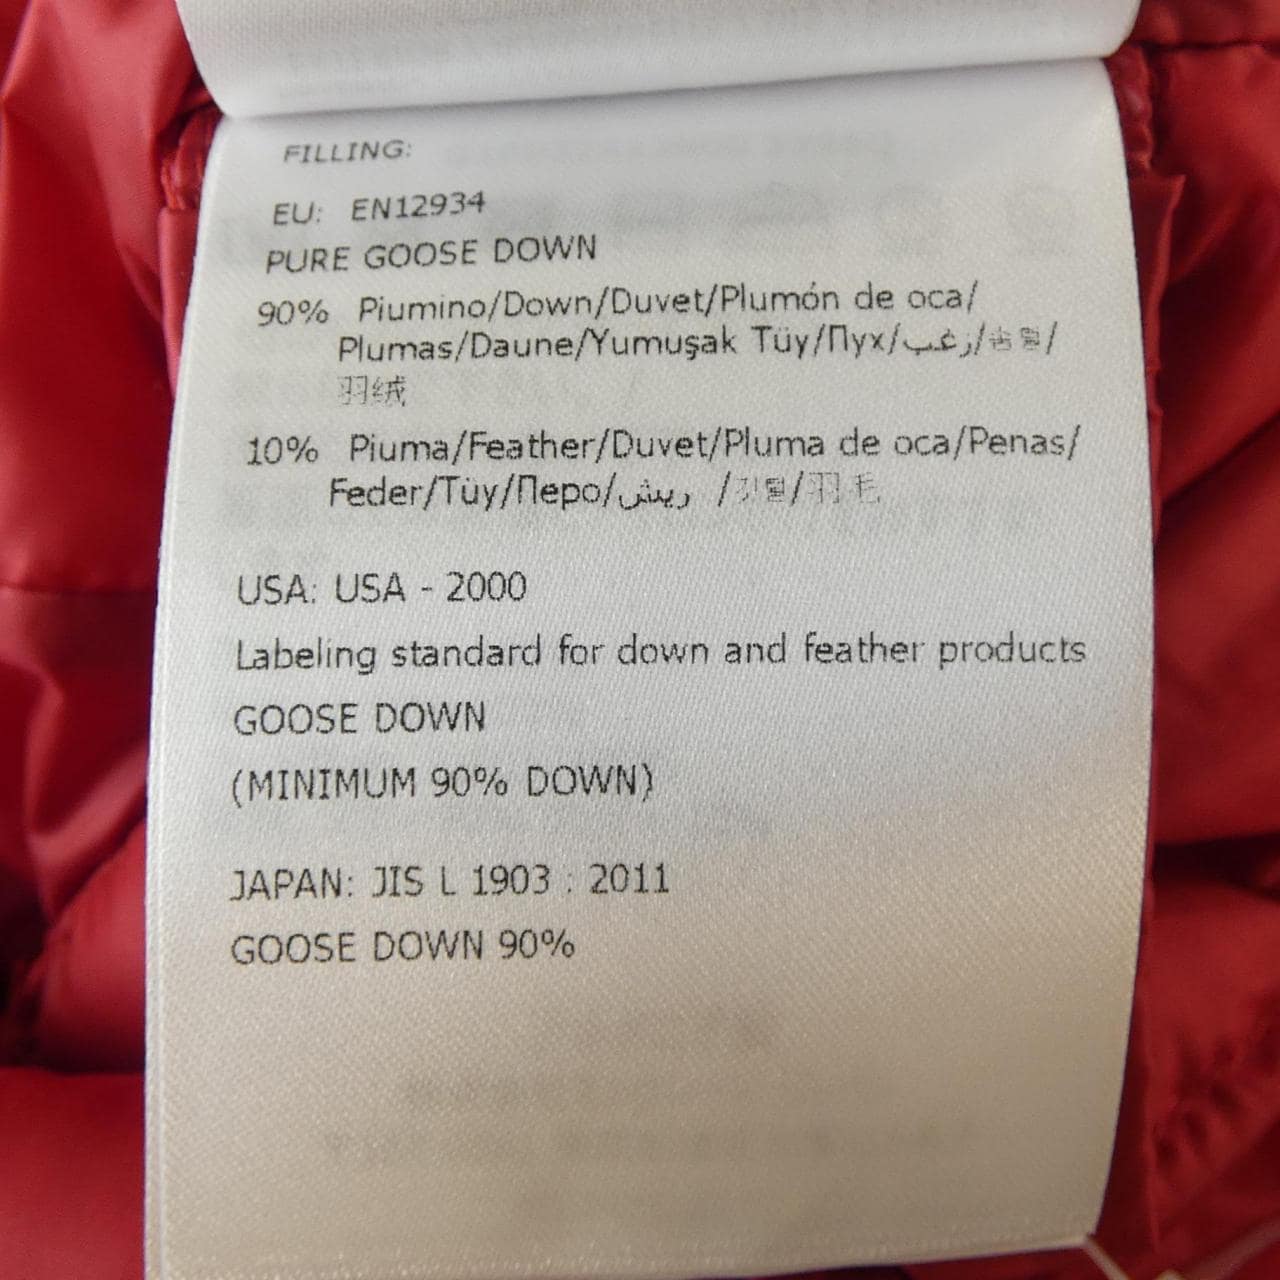 FILLING:
EU: EN12934
PURE GOOSE DOWN
90% Piumino/Down/Duvet/Plumón de oca/
Plumas/Daune/Yumuşak Tüy/Пух/زغب/솜털/
羽绒
10% Piuma/Feather/Duvet/Pluma de oca/Penas/
Feder/Tüy/Перо/ريش /깃털/羽毛
USA: USA - 2000
Labeling standard for down and feather products
GOOSE DOWN
(MINIMUM 90% DOWN)
JAPAN: JIS L 1903 : 2011
GOOSE DOWN 90%